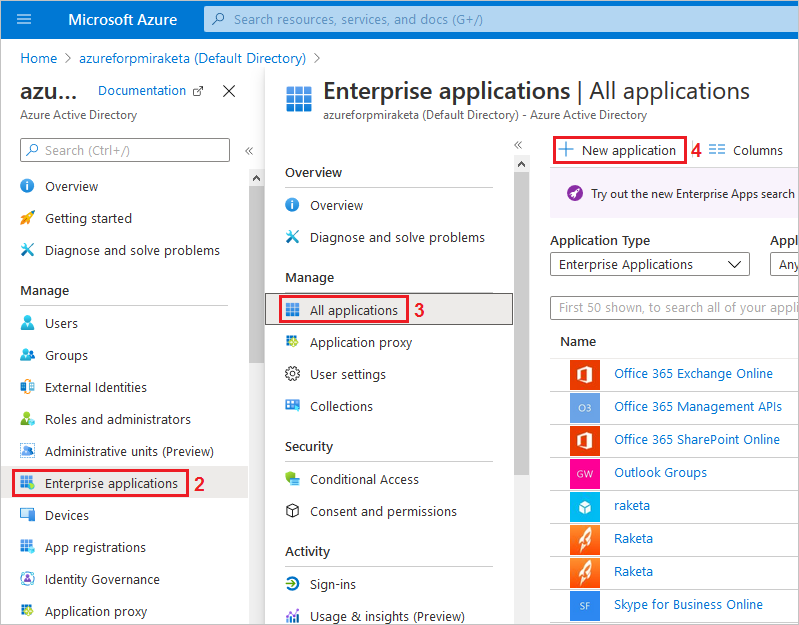 Microsoft Azure
Search resources, services, and docs (G+/)
Home > azureforpmiraketa (Default Directory) >
azu...
Documentation
Azure Active Directory
Search (Ctrl+/)
Overview
Getting started
Diagnose and solve problems
Manage
Users
Groups
External Identities
Roles and administrators
Administrative units (Preview)
Enterprise applications 2
Devices
App registrations
Identity Governance
Application proxy
Enterprise applications | All applications
azureforpmiraketa (Default Directory) - Azure Active Directory
Overview
Overview
Diagnose and solve problems
Manage
All applications 3
Application proxy
User settings
Collections
Security
Conditional Access
Consent and permissions
Activity
Sign-ins
Usage & insights (Preview)
+ New application 4
Columns
Try out the new Enterprise Apps search
Application Type
Appl
Enterprise Applications
Any
First 50 shown, to search all of your appli
Name
Office 365 Exchange Online
O3 Office 365 Management APIs
Office 365 SharePoint Online
GW Outlook Groups
raketa
Raketa
Raketa
SF Skype for Business Online